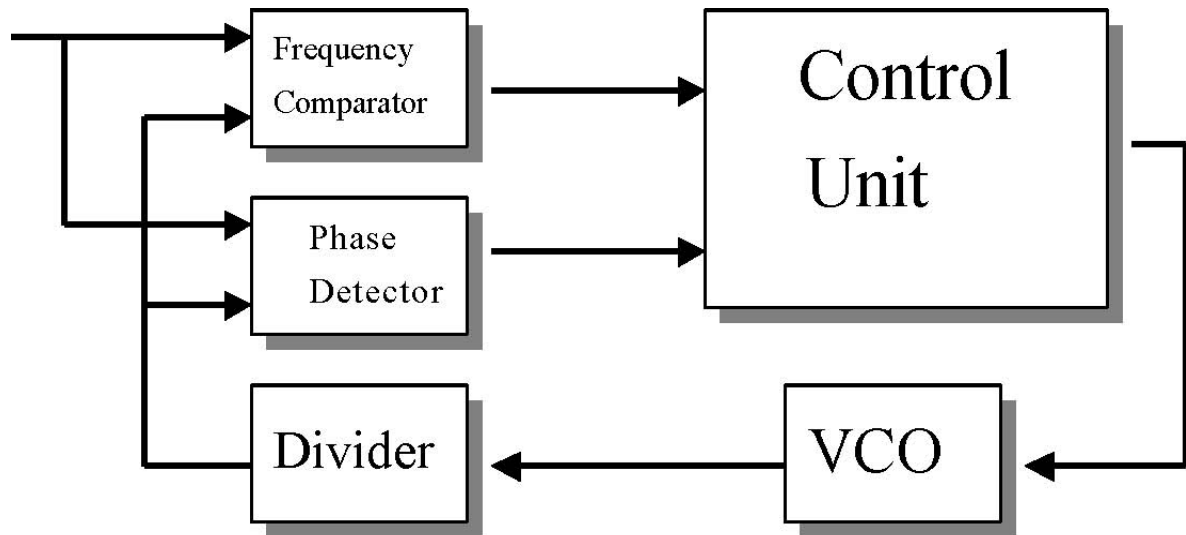 Frequency
Comparator
Control
Unit
Phase
Detector
Divider
VCO